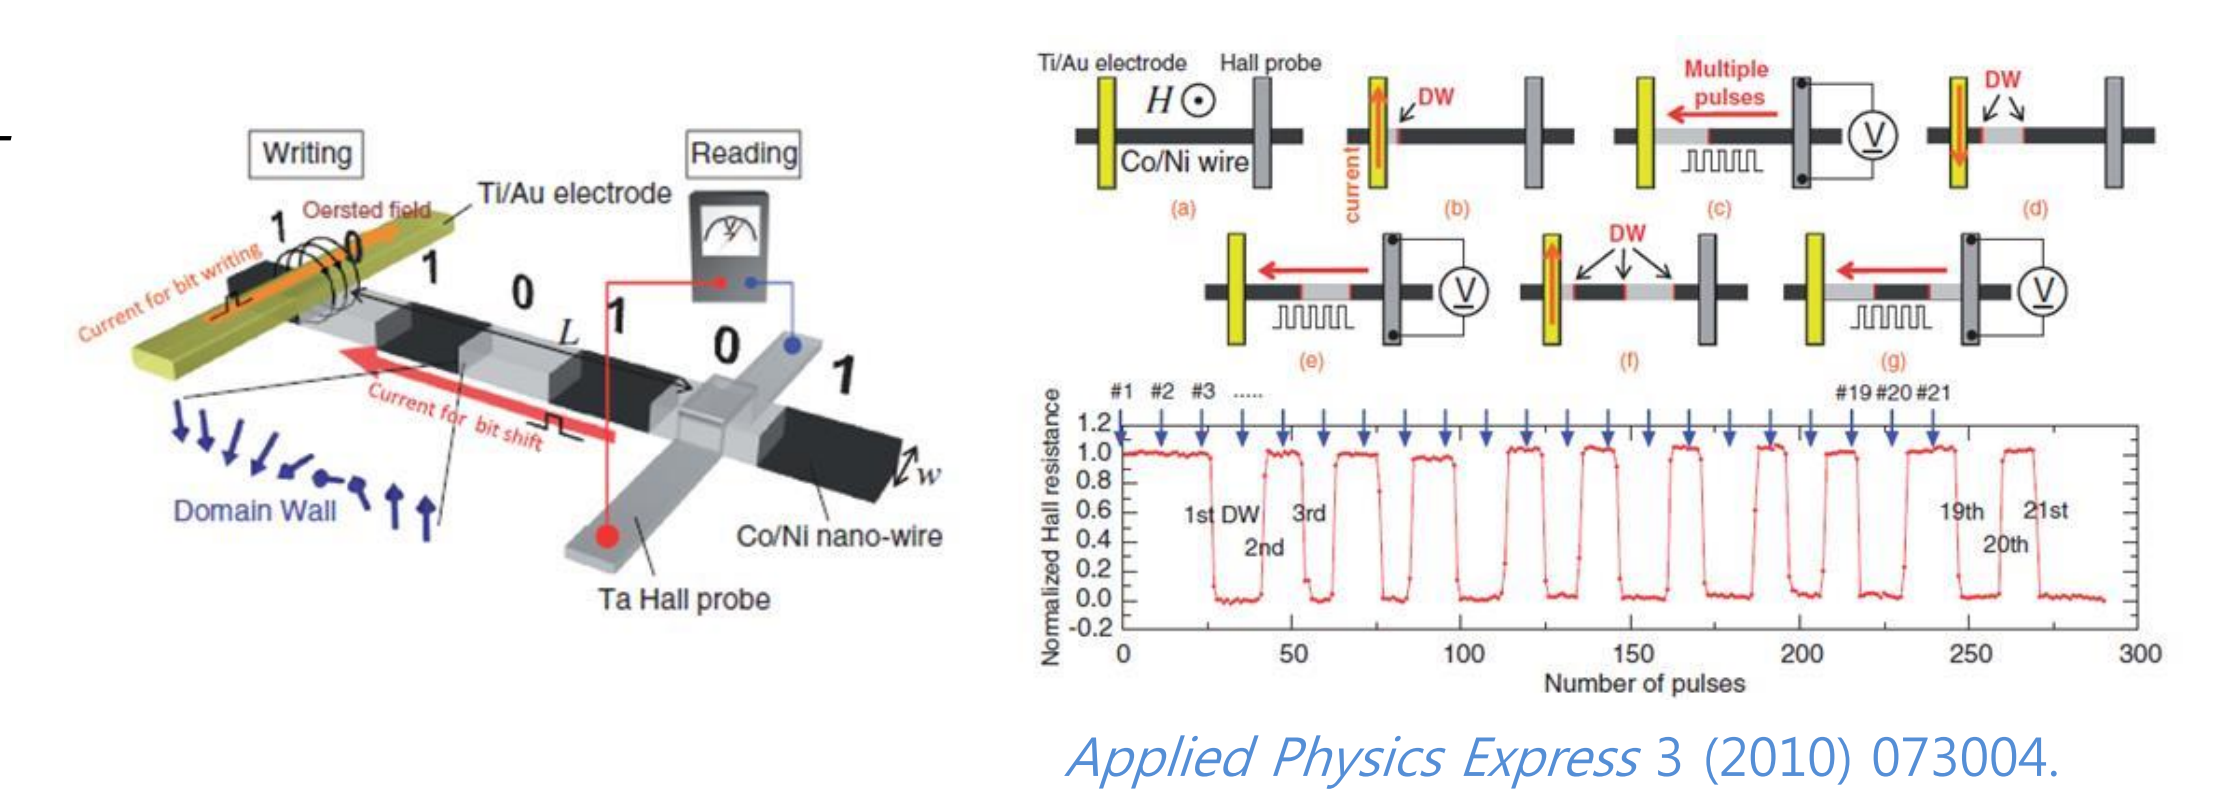 Writing
Reading
Ti/Au electrode
Oersted field
Current for bit writing
1
0
1
0
1
0
1
V
L
Current for bit shift
w
Domain Wall
Co/Ni nano-wire
Ta Hall probe
Ti/Au electrode
Hall probe
H
Co/Ni wire
(a)
DW
current
(b)
Multiple
pulses
V
(c)
DW
(d)
V
(e)
DW
(f)
V
(g)
#1 #2 #3 ..... #19 #20 #21
Normalized Hall resistance
1.2
1.0
0.8
0.6
0.4
0.2
0.0
-0.2
1st DW
2nd
3rd
19th
20th
21st
0 50 100 150 200 250 300
Number of pulses
Applied Physics Express 3 (2010) 073004.